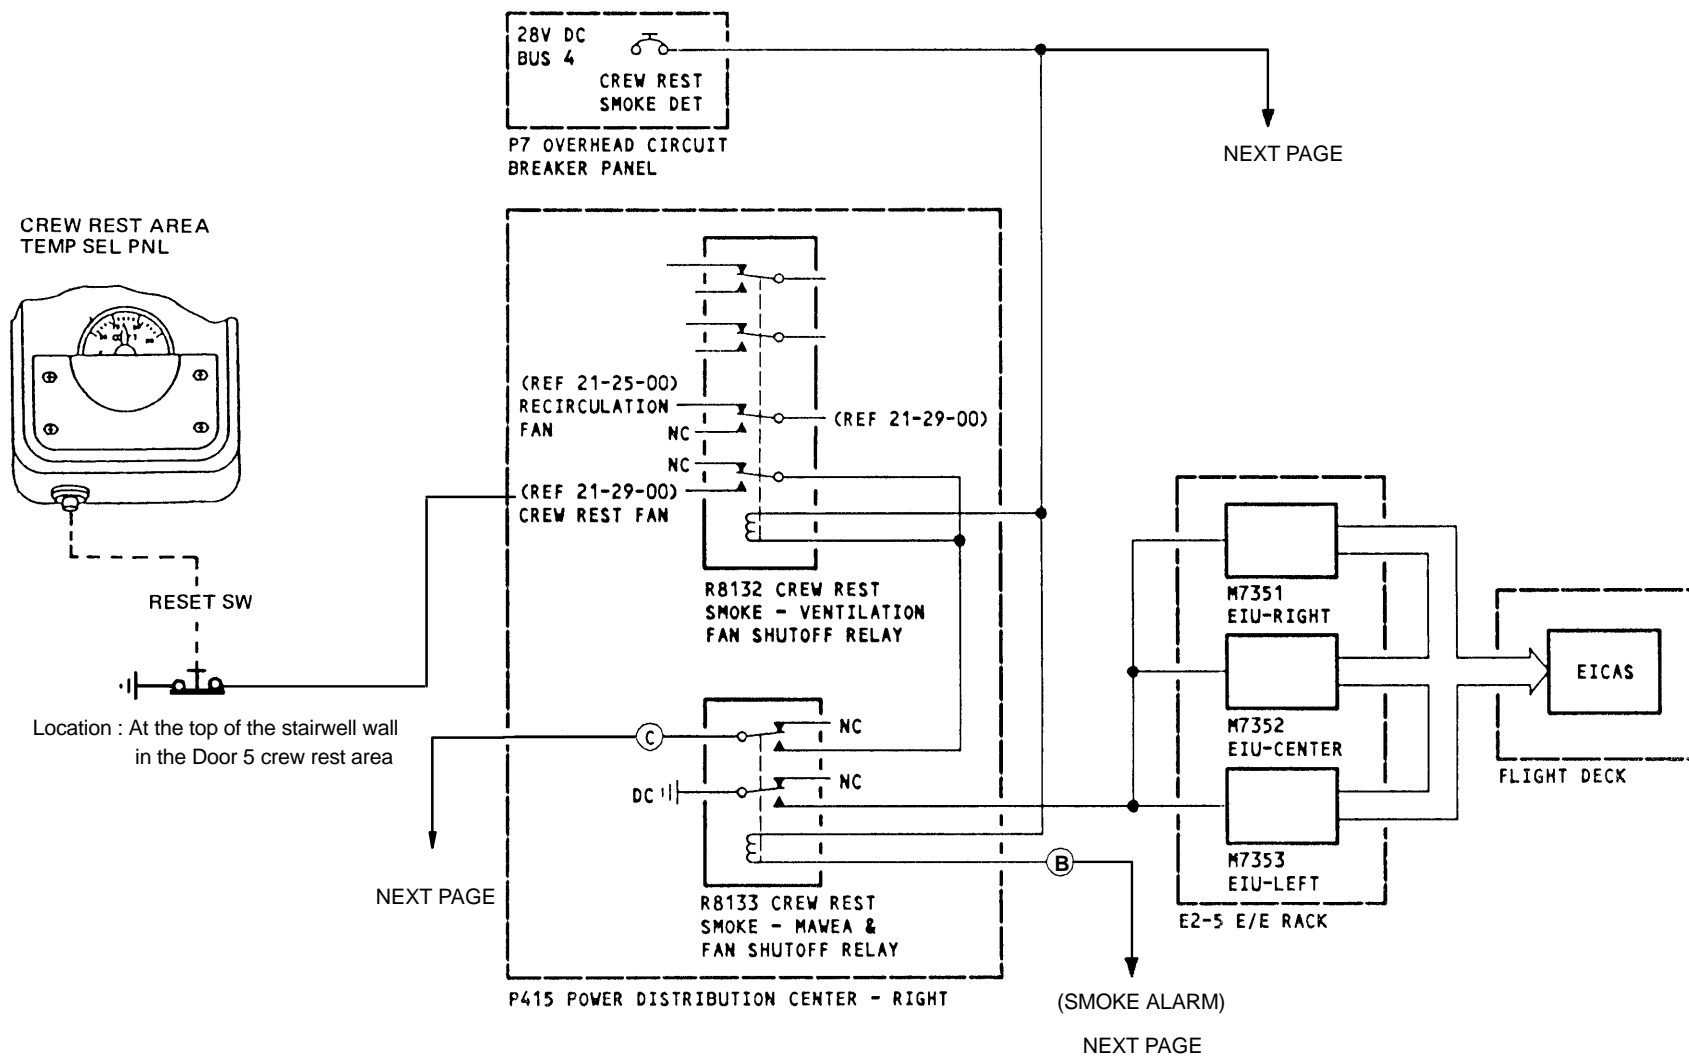 28V DC
BUS 4
CREW REST
SMOKE DET
P7 OVERHEAD CIRCUIT
BREAKER PANEL
NEXT PAGE
CREW REST AREA
TEMP SEL PNL
(REF 21-25-00)
RECIRCULATION
FAN
NC
(REF 21-29-00)
NC
(REF 21-29-00)
CREW REST FAN
R8132 CREW REST
SMOKE - VENTILATION
FAN SHUTOFF RELAY
RESET SW
Location : At the top of the stairwell wall
in the Door 5 crew rest area
C
NC
DC
NC
B
NEXT PAGE
R8133 CREW REST
SMOKE - MAWEA &
FAN SHUTOFF RELAY
P415 POWER DISTRIBUTION CENTER - RIGHT
(SMOKE ALARM)
NEXT PAGE
M7351
EIU-RIGHT
M7352
EIU-CENTER
M7353
EIU-LEFT
E2-5 E/E RACK
EICAS
FLIGHT DECK